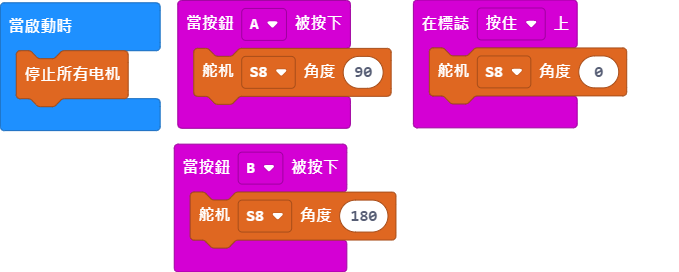 當啟動時
停止所有电机
當按鈕 A 被按下
舵机 S8 角度 90
在標誌 按住 上
舵机 S8 角度 0
當按鈕 B 被按下
舵机 S8 角度 180